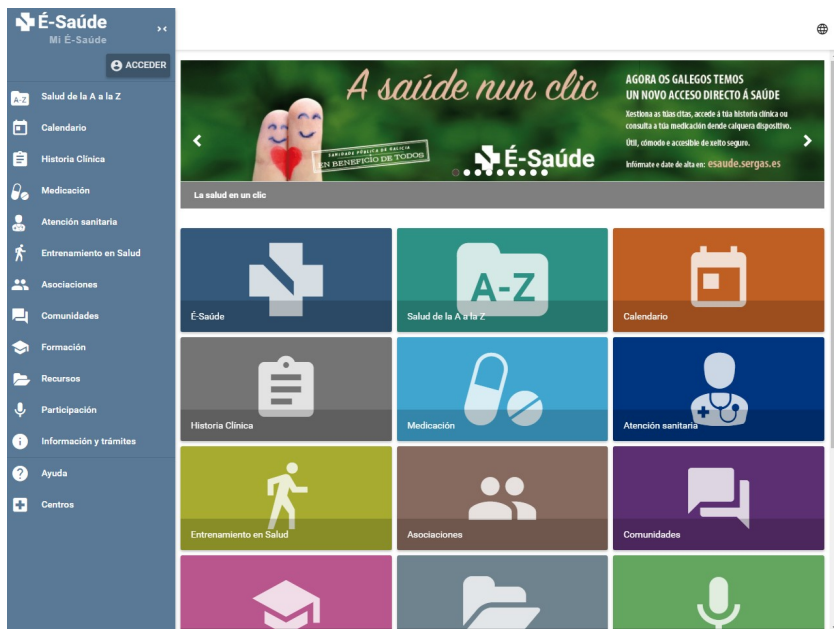 É-Saúde
Mi É-Saúde
ACCEDER
A-Z Salud de la A a la Z
Calendario
Historia Clínica
Medicación
Atención sanitaria
Entrenamiento en Salud
Asociaciones
Comunidades
Formación
Recursos
Participación
Información y trámites
Ayuda
Centros
A saúde nun clic
SANIDADE PÚBLICA DE GALICIA
EN BENEFICIO DE TODOS
É-Saúde
AGORA OS GALEGOS TEMOS
UN NOVO ACCESO DIRECTO Á SAÚDE
Xestiona as túas citas, accede á túa historia clínica ou
consulta a túa medicación dende calquera dispositivo.
Útil, cómodo e accesible de xeito seguro.
Infórmate e date de alta en: esaude.sergas.es
La salud en un clic
É-Saúde
A-Z
Salud de la A a la Z
Calendario
Historia Clínica
Medicación
Atención sanitaria
Entrenamiento en Salud
Asociaciones
Comunidades